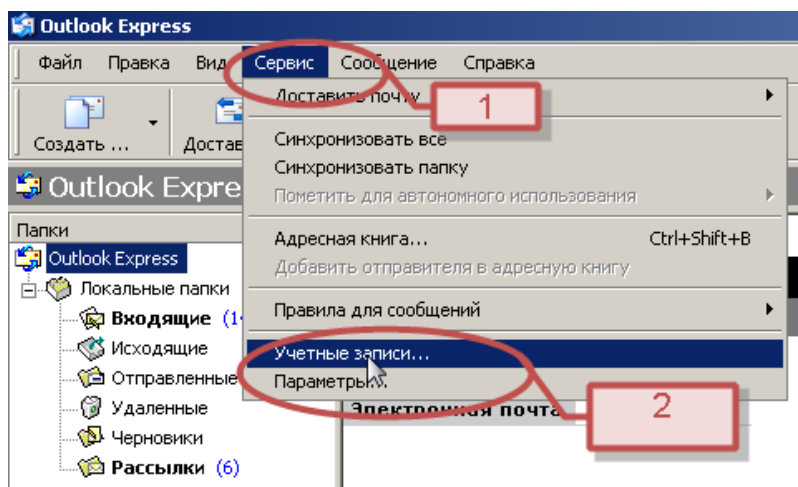 Outlook Express
Файл Правка Вид Сервис Сообщение Справка
Создать ... Достав
Доставить почту
1
Синхронизовать все
Синхронизовать папку
Пометить для автономного использования
Адресная книга... Ctrl+Shift+B
Добавить отправителя в адресную книгу
Правила для сообщений
Учетные записи...
Параметры...
2
Outlook Expre
Папки
Outlook Express
Локальные папки
Входящие
Исходящие
Отправленные
Удаленные
Черновики
Рассылки (6)
Электронная почта